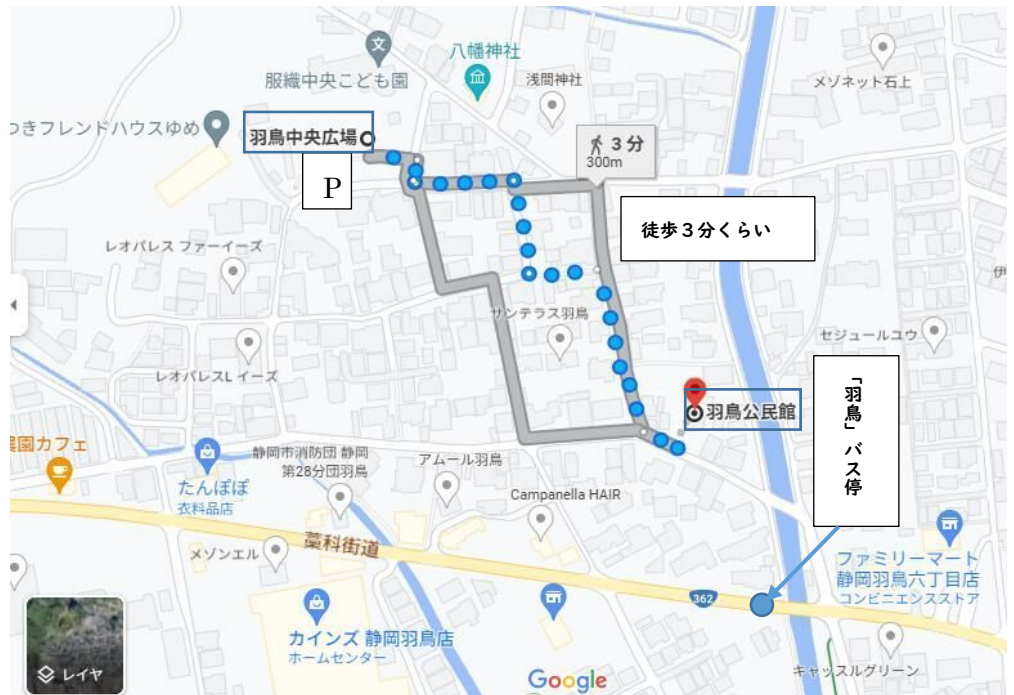 服織中央こども園
八幡神社
浅間神社
メゾネット石上
つきフレンドハウスゆめ
羽鳥中央広場
P
3 分
300m
徒歩３分くらい
レオパレス ファーイーズ
サンテラス羽鳥
セジュールユウ
伊
レオパレスL イーズ
羽鳥公民館
「羽鳥」バス停
農園カフェ
たんぽぽ
衣料品店
静岡市消防団 静岡
第28分団羽鳥
アムール羽鳥
Campanella HAIR
メゾンエル
藁科街道
362
ファミリーマート
静岡羽鳥六丁目店
コンビニエンスストア
カインズ 静岡羽鳥店
ホームセンター
キャッスルグリーン
レイヤ
Google